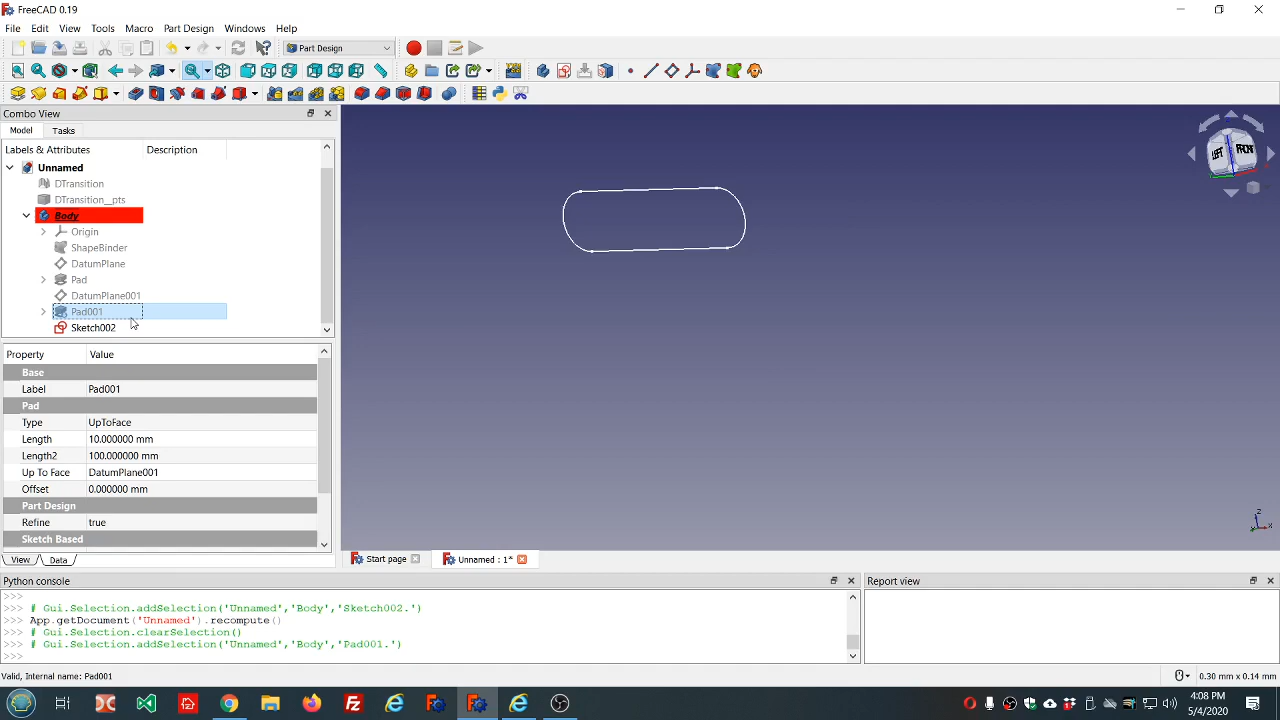 FreeCAD 0.19
File Edit View Tools Macro Part Design Windows Help
Part Design
Combo View
Model Tasks
Labels & Attributes Description
Unnamed
DTransition
DTransition__pts
Body
Origin
ShapeBinder
DatumPlane
Pad
DatumPlane001
Pad001
Sketch002
Property Value
Base
Label Pad001
Pad
Type UpToFace
Length 10.000000 mm
Length2 100.000000 mm
Up To Face DatumPlane001
Offset 0.000000 mm
Part Design
Refine true
Sketch Based
View Data
LEFT FRONT
Z
X
Start page Unnamed : 1*
Python console
>>>
>>> # Gui.Selection.addSelection('Unnamed','Body','Sketch002.')
>>> App.getDocument('Unnamed').recompute()
>>> # Gui.Selection.clearSelection()
>>> # Gui.Selection.addSelection('Unnamed','Body','Pad001.')
>>>
Report view
Valid, Internal name: Pad001
0.30 mm x 0.14 mm
4:08 PM
5/4/2020